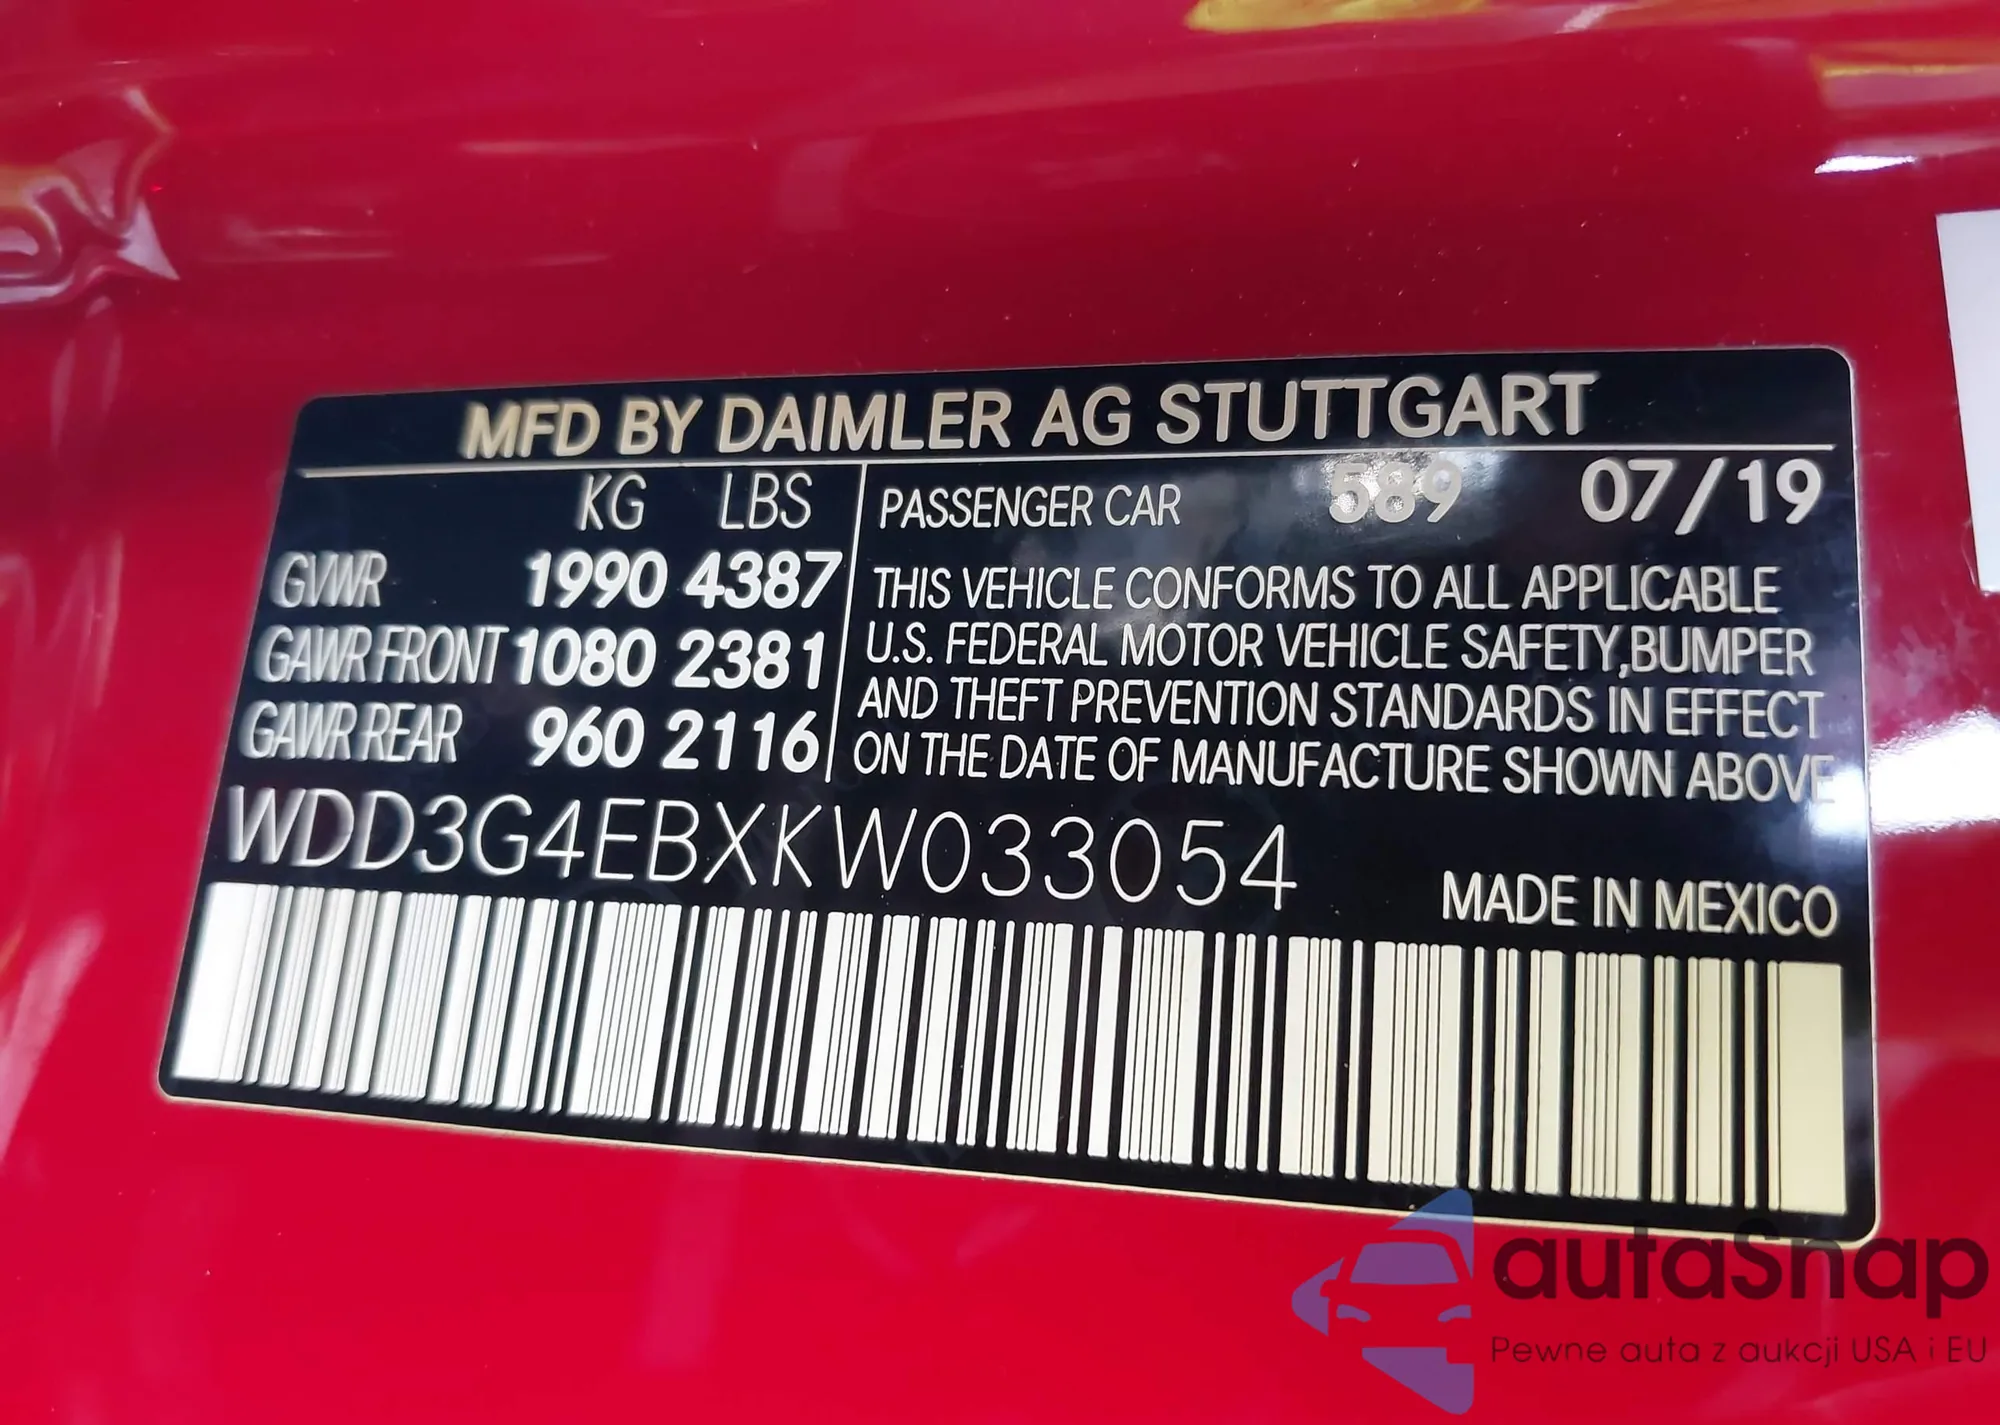 MFD BY DAIMLER AG STUTTGART
KG LBS
GVWR 1990 4387
GAWR FRONT 1080 2381
GAWR REAR 960 2116
PASSENGER CAR 589 07/19
THIS VEHICLE CONFORMS TO ALL APPLICABLE
U.S. FEDERAL MOTOR VEHICLE SAFETY,BUMPER
AND THEFT PREVENTION STANDARDS IN EFFECT
ON THE DATE OF MANUFACTURE SHOWN ABOVE
WDD3G4EBXKW033054
MADE IN MEXICO
autaSnap
Pewne auta z aukcji USA i EU